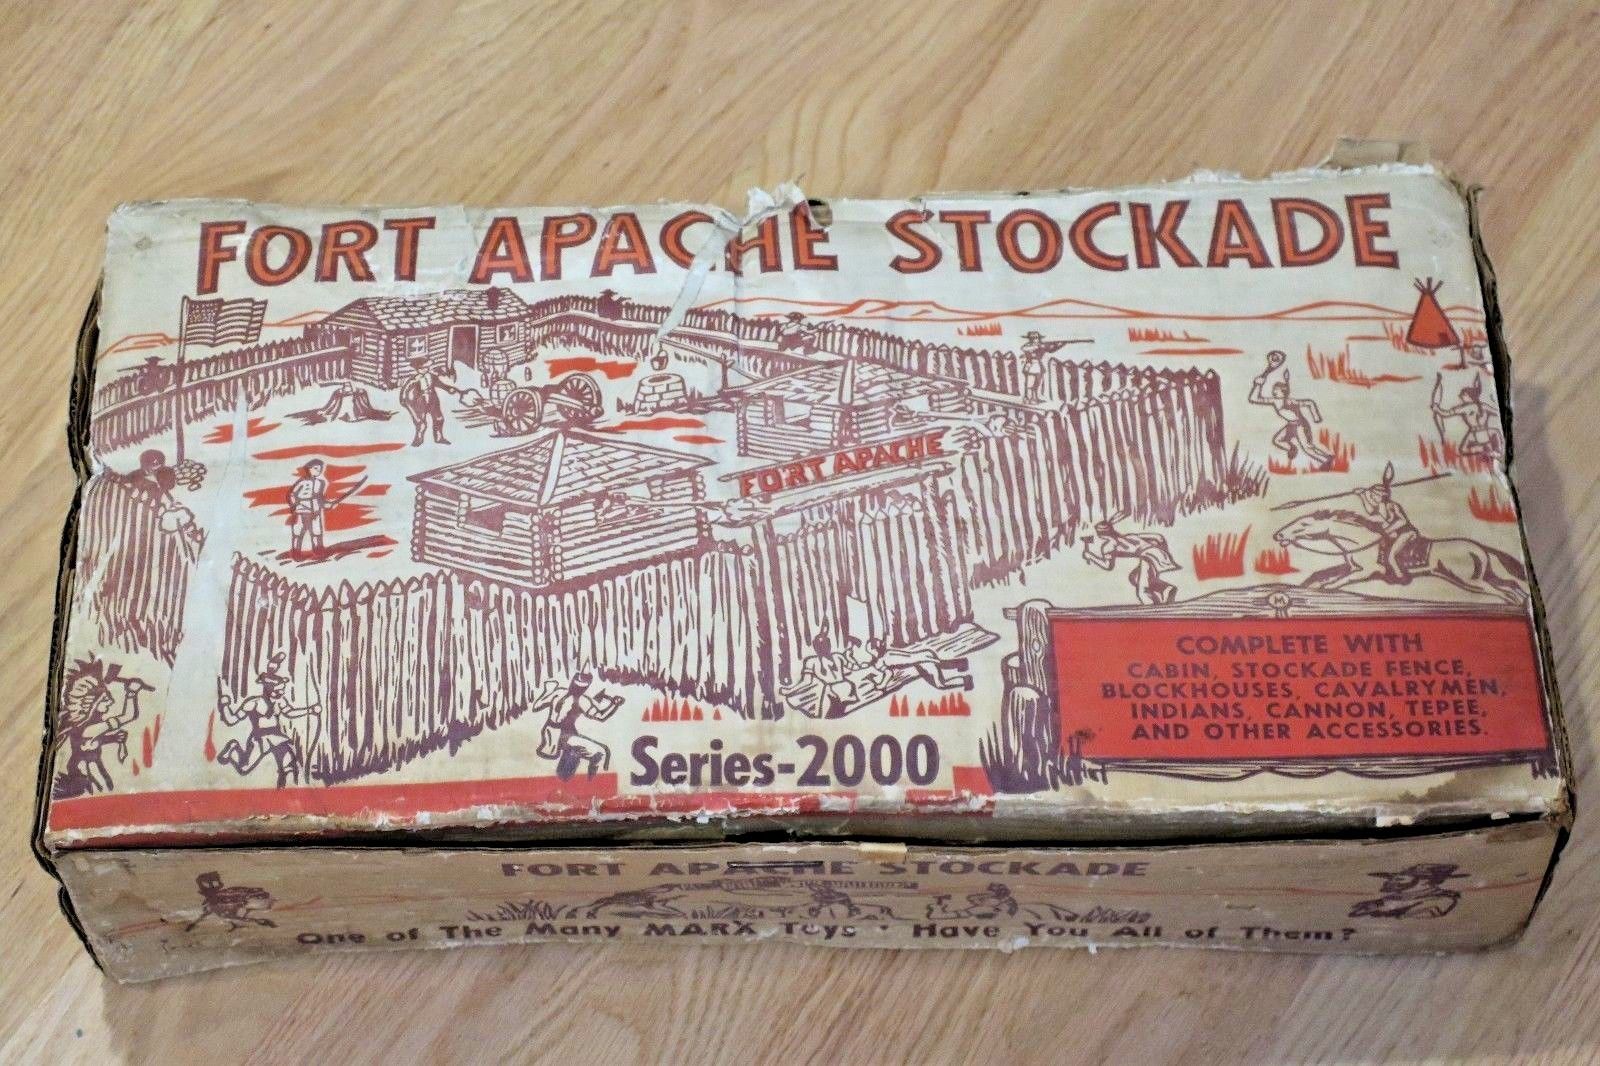 FORT APACHE STOCKADE
FORT APACHE
COMPLETE WITH
CABIN, STOCKADE FENCE,
BLOCKHOUSES, CAVALRYMEN,
INDIANS, CANNON, TEPEE,
AND OTHER ACCESSORIES.
Series-2000
FORT APACHE STOCKADE
One of The Many MARX Toys • Have You All of Them?